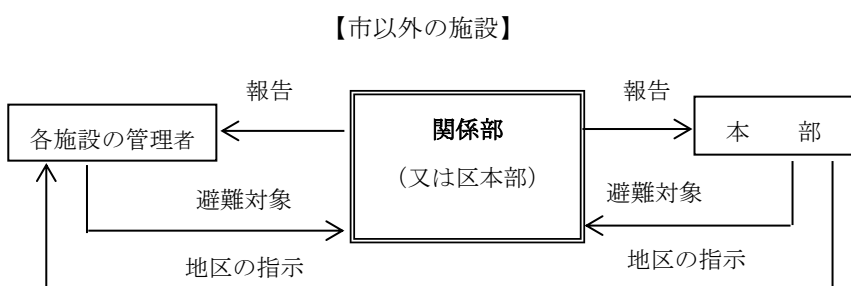 【市以外の施設】
報告
報告
各施設の管理者
関係部
本　部
（又は区本部）
避難対象
避難対象
地区の指示
地区の指示